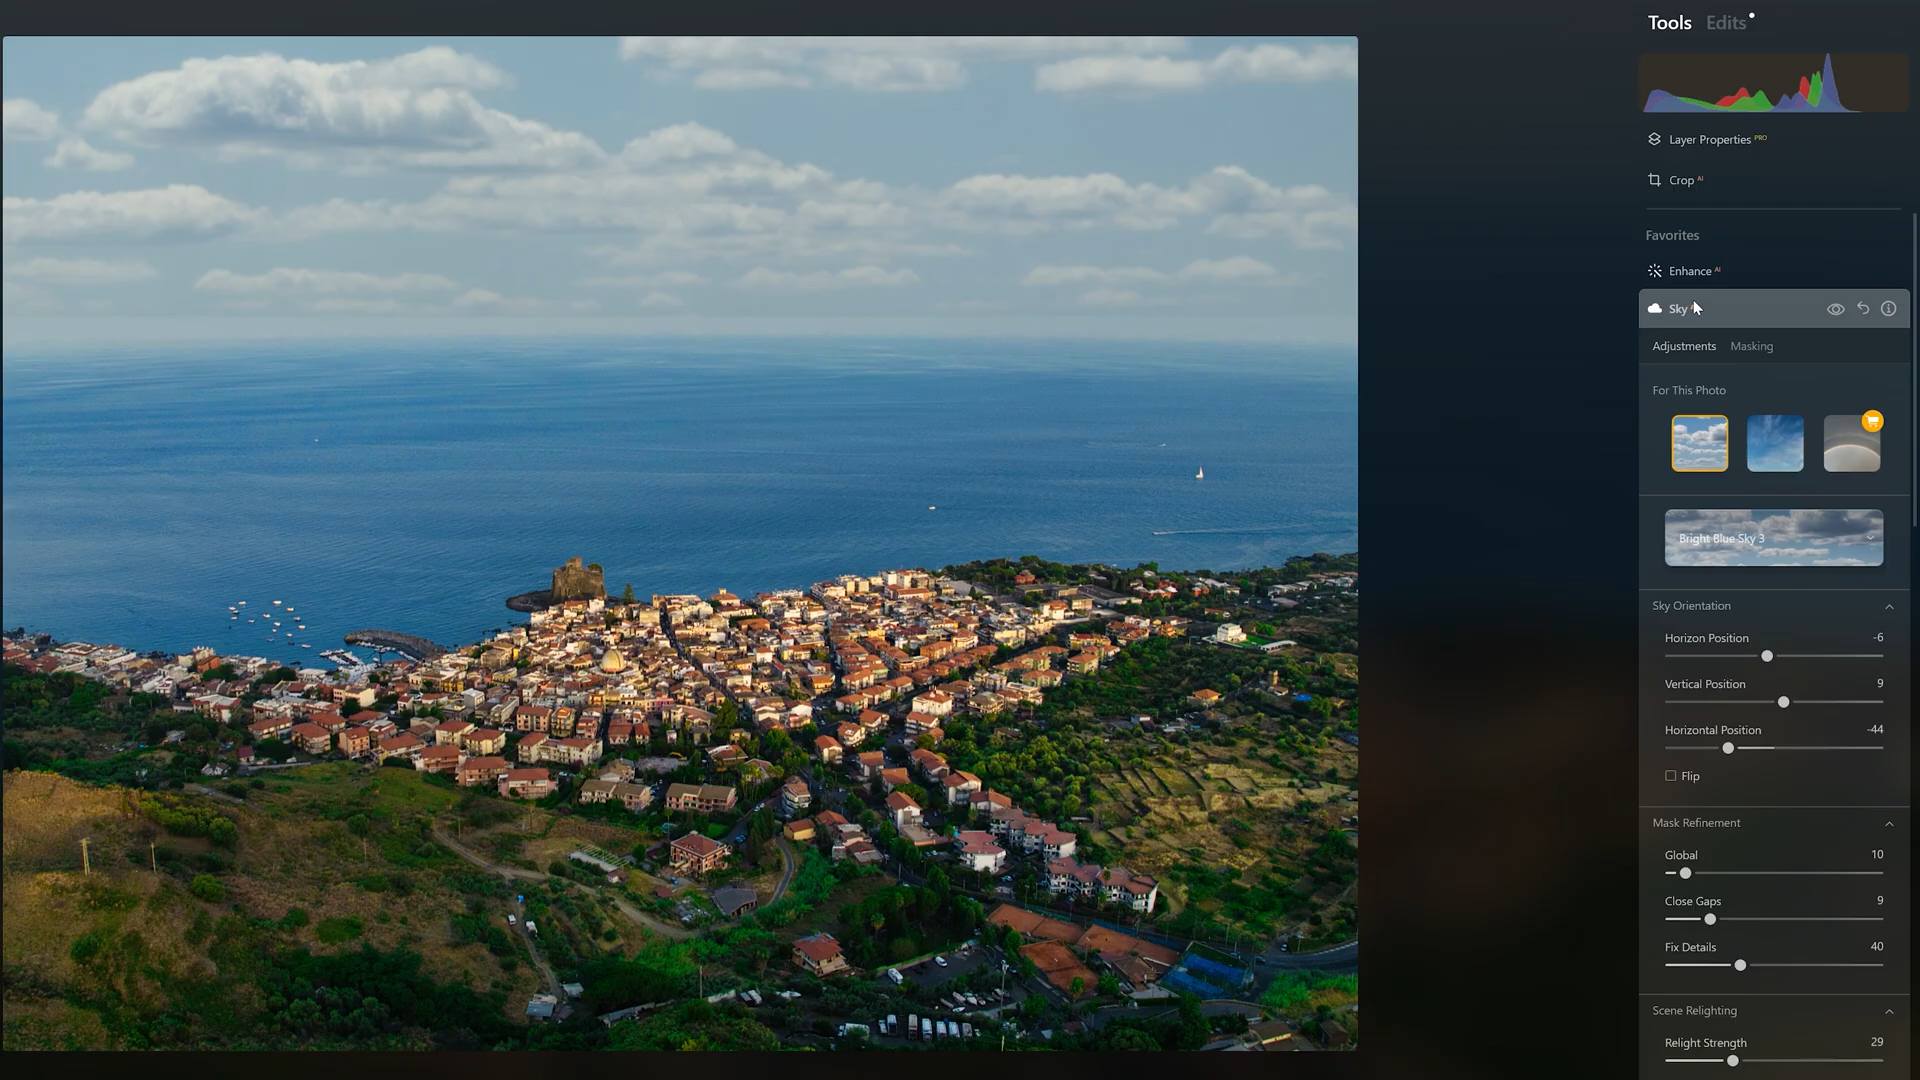 Tools Edits
Layer Properties PRO
Crop AI
Favorites
Enhance AI
Sky
Adjustments Masking
For This Photo
Bright Blue Sky 3
Sky Orientation
Horizon Position -6
Vertical Position 9
Horizontal Position -44
Flip
Mask Refinement
Global 10
Close Gaps 9
Fix Details 40
Scene Relighting
Relight Strength 29